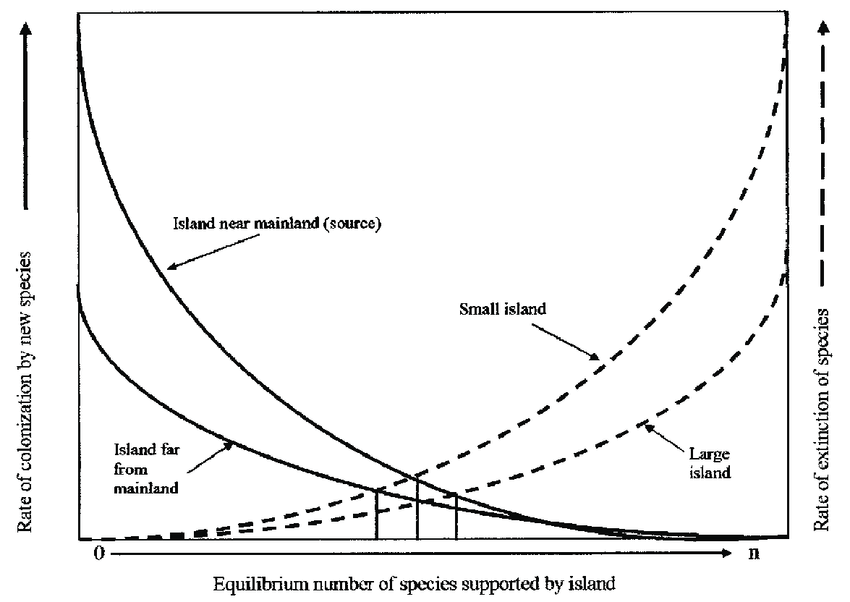 Rate of colonization by new species
Island near mainland (source)
Small island
Island far
from
mainland
Large
island
Rate of extinction of species
0
n
Equilibrium number of species supported by island